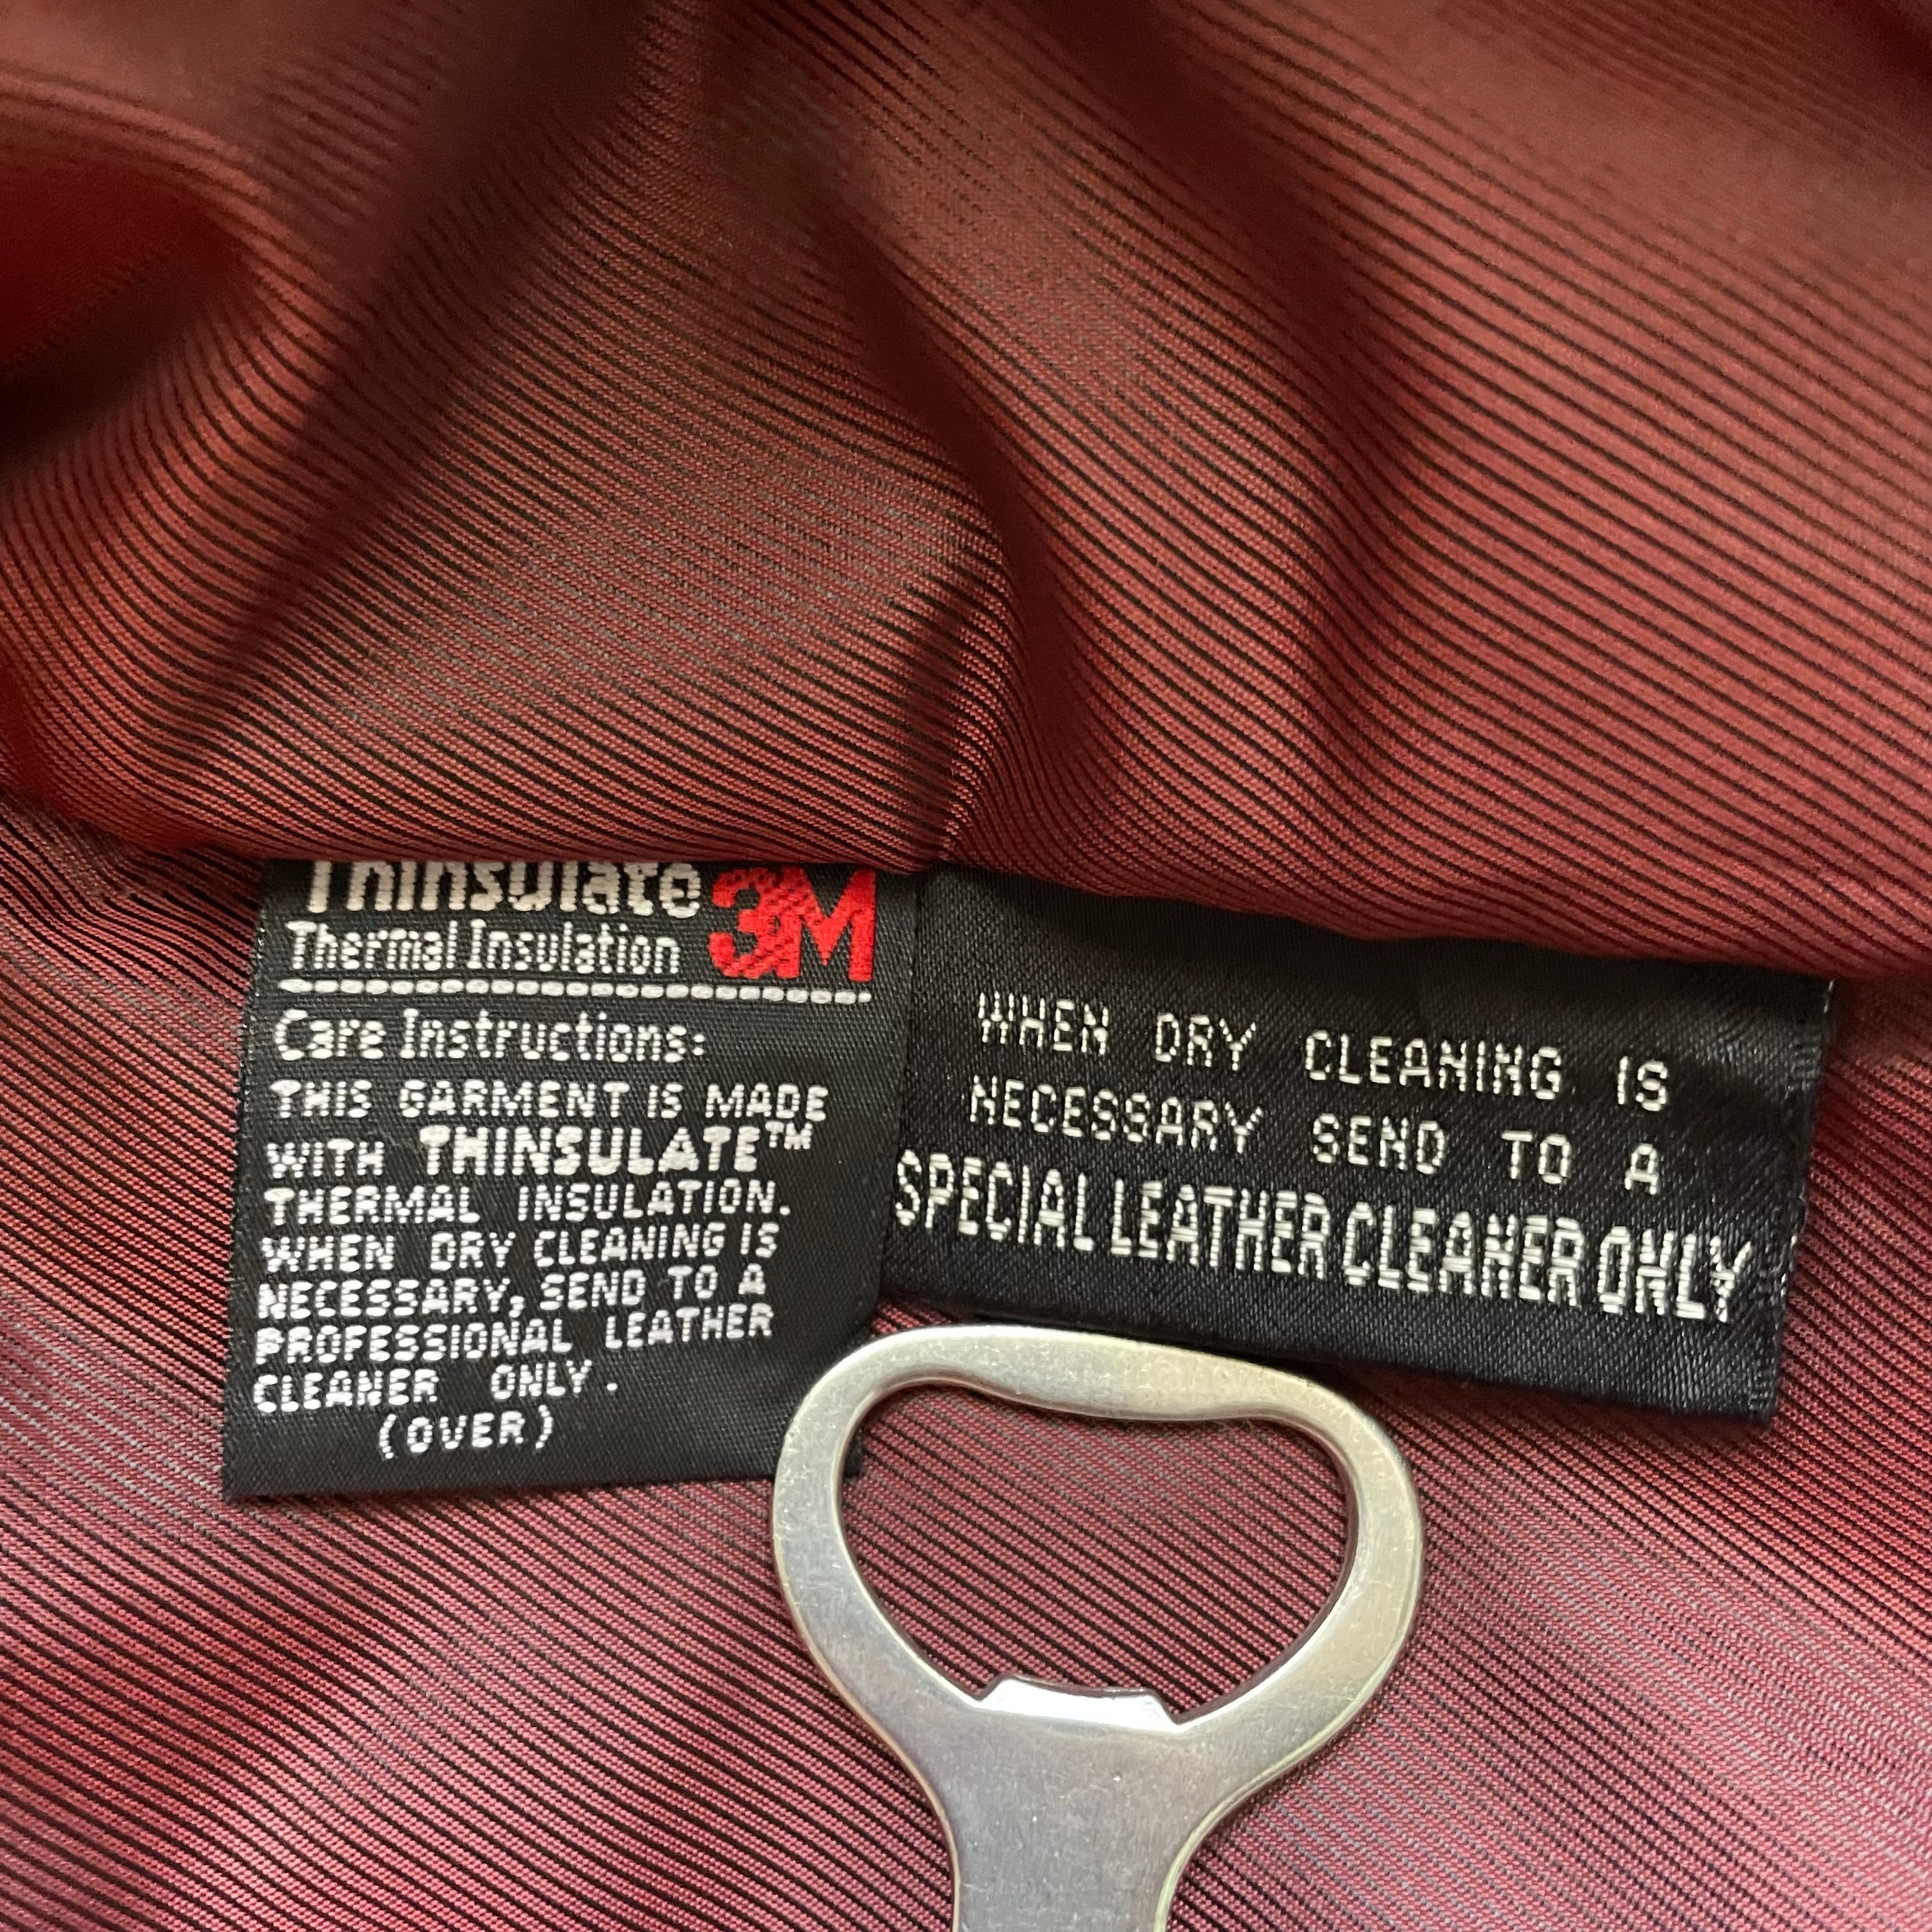 Thinsulate 3M
Thermal Insulation
Care Instructions:
THIS GARMENT IS MADE
WITH THINSULATE™
THERMAL INSULATION.
WHEN DRY CLEANING IS
NECESSARY, SEND TO A
PROFESSIONAL LEATHER
CLEANER ONLY.
(OVER)
WHEN DRY CLEANING IS
NECESSARY SEND TO A
SPECIAL LEATHER CLEANER ONLY